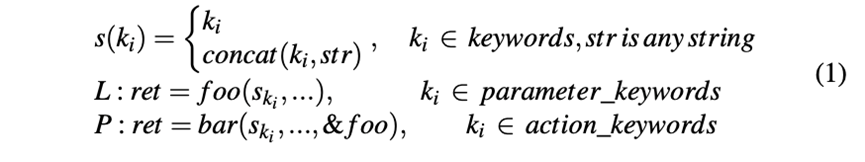 s(k_i) = { k_i
concat(k_i, str) , k_i ∈ keywords, str is any string
L : ret = foo(s_{k_i}, ...), k_i ∈ parameter_keywords
(1)
P : ret = bar(s_{k_i}, ..., &foo), k_i ∈ action_keywords